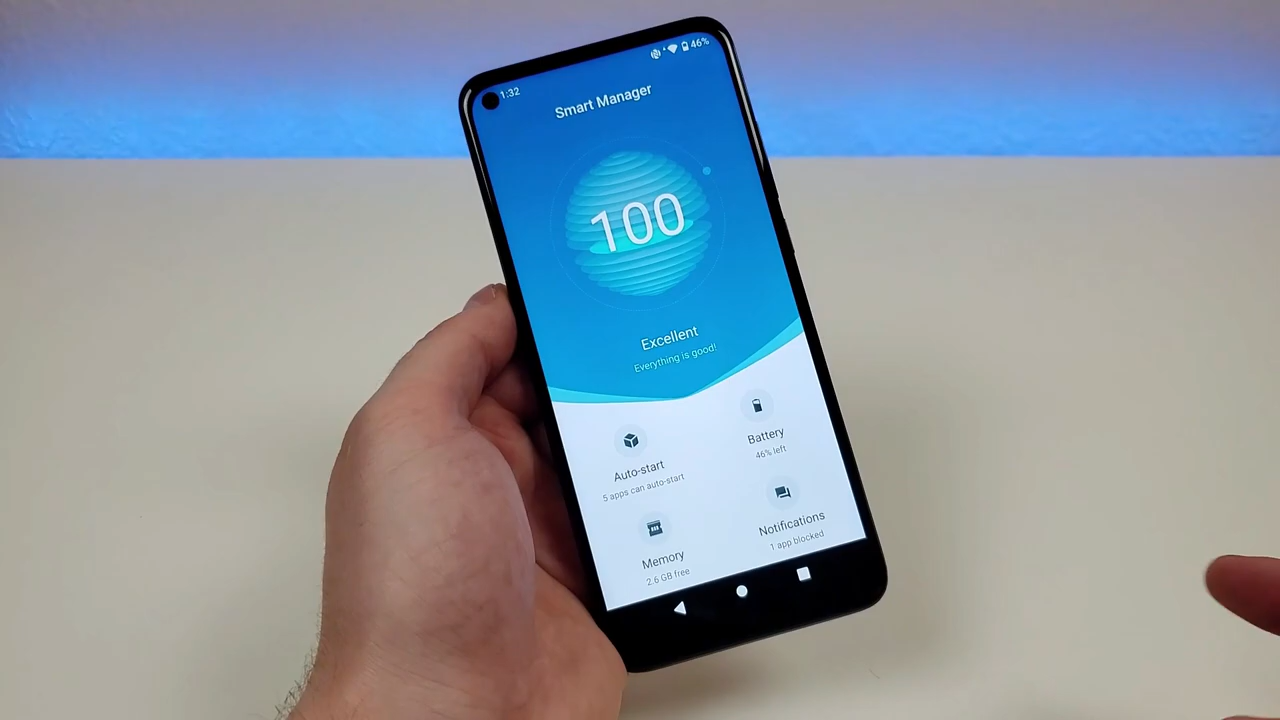 1:32
46%
Smart Manager
100
Excellent
Everything is good!
Auto-start
5 apps can auto-start
Battery
46% left
Memory
2.6 GB free
Notifications
1 app blocked